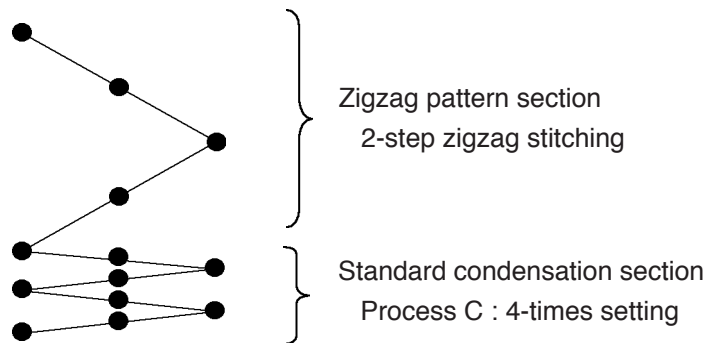 Zigzag pattern section
2-step zigzag stitching
Standard condensation section
Process C : 4-times setting